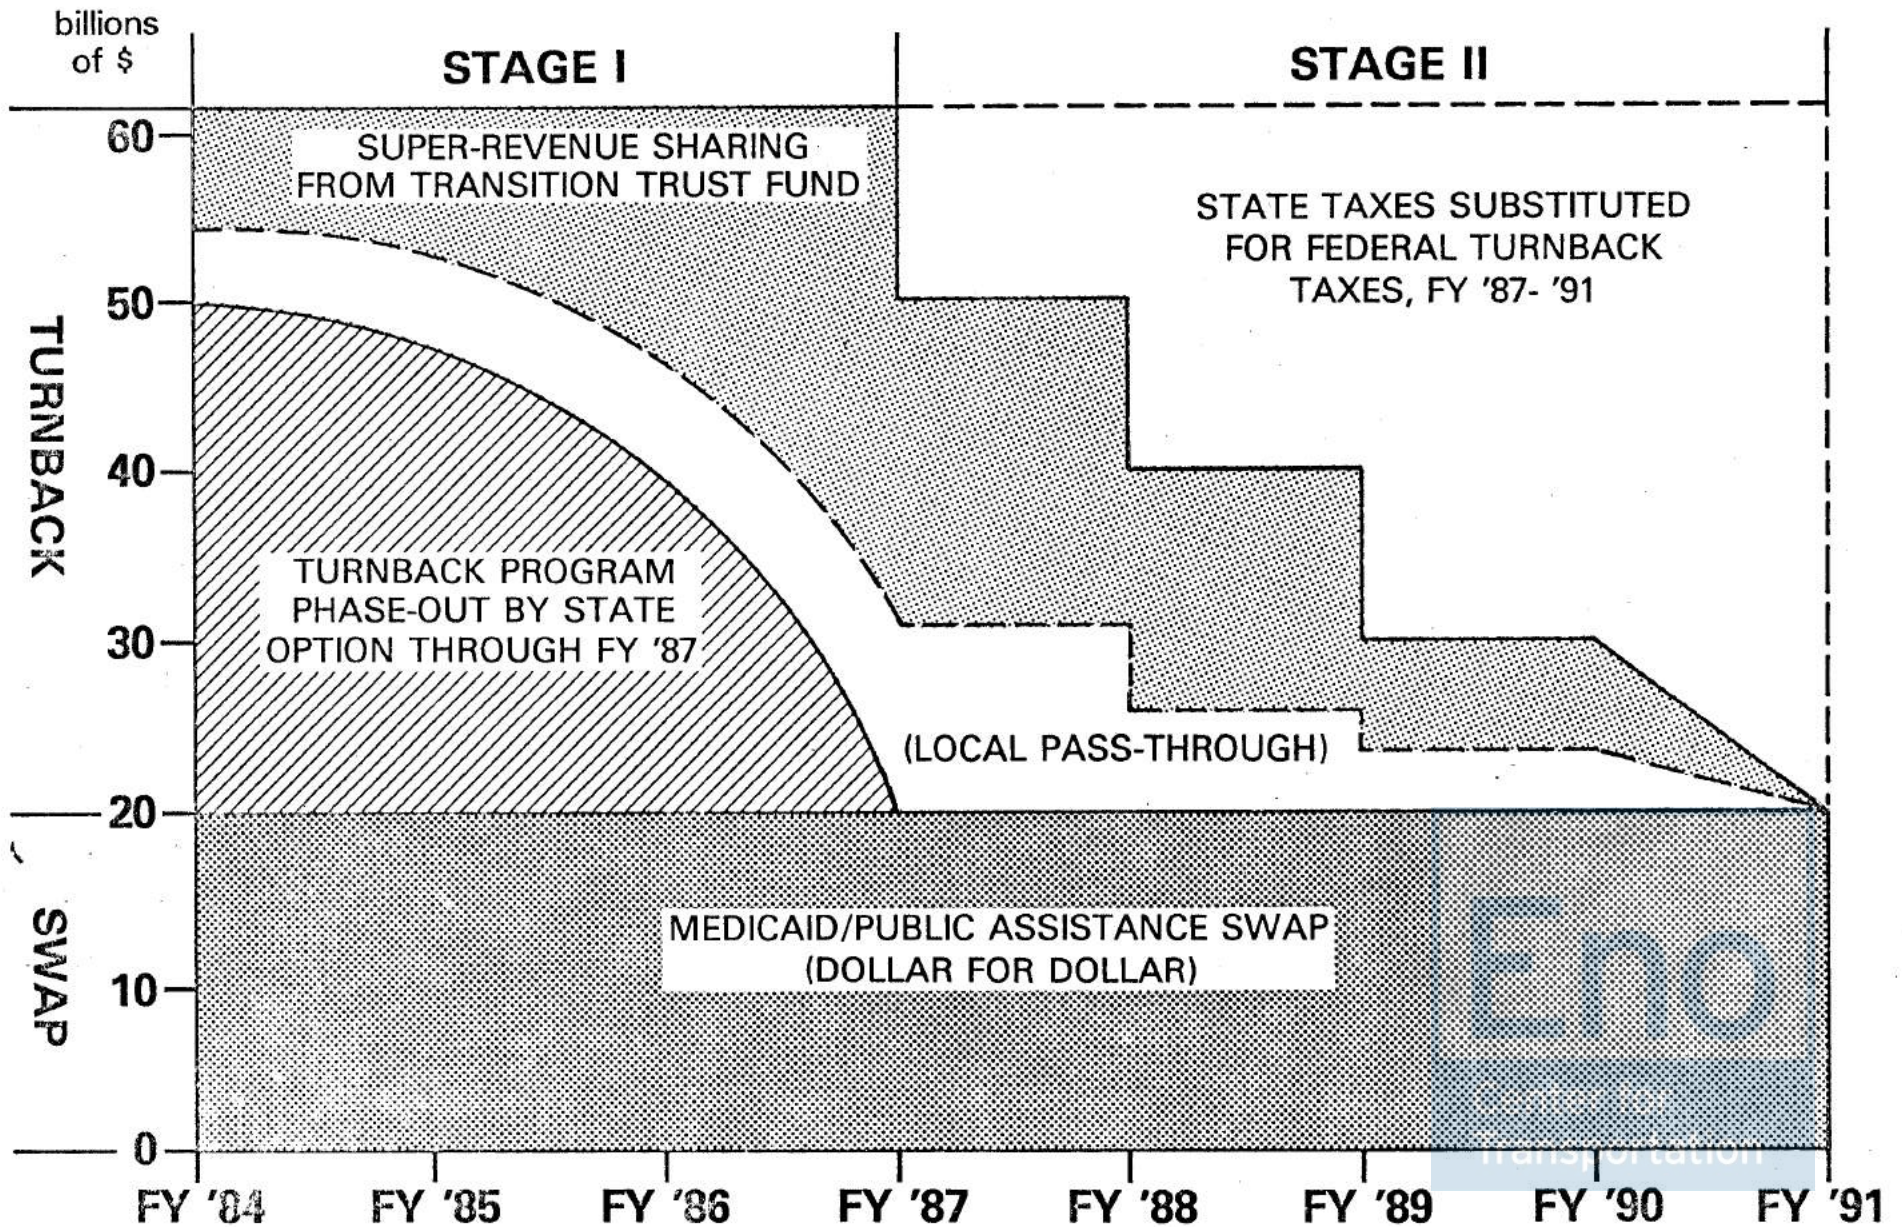 billions
of $
STAGE I
STAGE II
60
SUPER-REVENUE SHARING
FROM TRANSITION TRUST FUND
STATE TAXES SUBSTITUTED
FOR FEDERAL TURNBACK
TAXES, FY '87- '91
50
TURNBACK
40
TURNBACK PROGRAM
PHASE-OUT BY STATE
OPTION THROUGH FY '87
30
(LOCAL PASS-THROUGH)
20
SWAP
MEDICAID/PUBLIC ASSISTANCE SWAP
(DOLLAR FOR DOLLAR)
10
Eno
Center for
Transportation
0
FY '84
FY '85
FY '86
FY '87
FY '88
FY '89
FY '90
FY '91